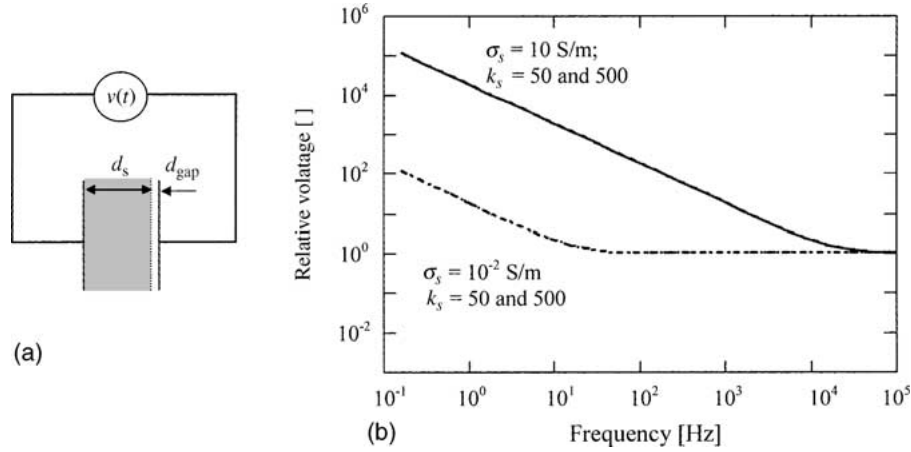 v(t)
d_s
d_gap
(a)
Relative volatage [ ]
10^6
10^4
10^2
10^0
10^-2
σ_s = 10 S/m;
k_s = 50 and 500
σ_s = 10^-2 S/m
k_s = 50 and 500
10^-1 10^0 10^1 10^2 10^3 10^4 10^5
(b)
Frequency [Hz]